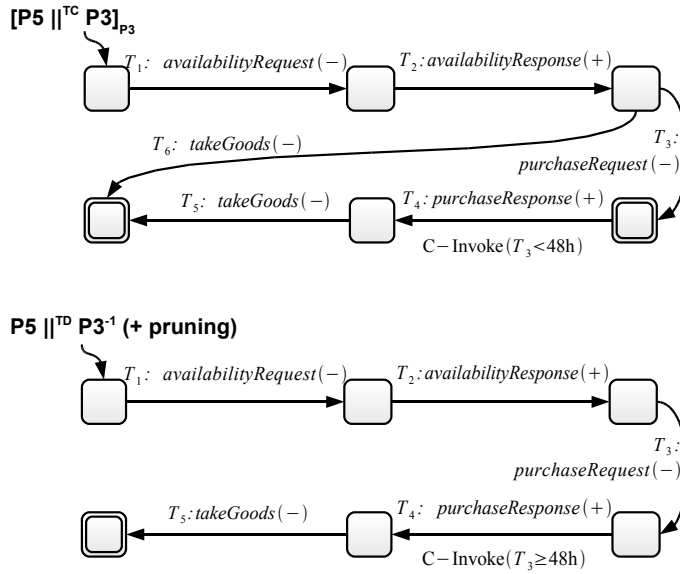 [P5 ||ᵀᶜ P3]ₚ₃
T₁: availabilityRequest(−) T₂:availabilityResponse(+)
T₆: takeGoods(−)
T₃:
purchaseRequest(−)
T₅: takeGoods(−) T₄:purchaseResponse(+)
C−Invoke(T₃<48h)
P5 ||ᵀᴰ P3⁻¹ (+ pruning)
T₁: availabilityRequest(−) T₂:availabilityResponse(+)
T₃:
purchaseRequest(−)
T₅:takeGoods(−) T₄: purchaseResponse(+)
C−Invoke(T₃≥48h)